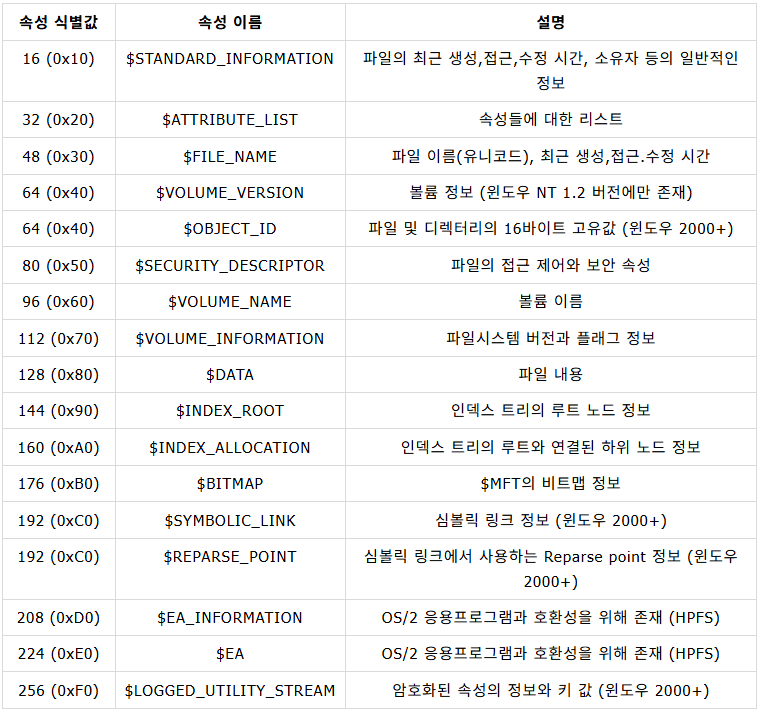 속성 식별값 속성 이름 설명
16 (0x10) $STANDARD_INFORMATION 파일의 최근 생성,접근,수정 시간, 소유자 등의 일반적인
정보
32 (0x20) $ATTRIBUTE_LIST 속성들에 대한 리스트
48 (0x30) $FILE_NAME 파일 이름(유니코드), 최근 생성,접근.수정 시간
64 (0x40) $VOLUME_VERSION 볼륨 정보 (윈도우 NT 1.2 버전에만 존재)
64 (0x40) $OBJECT_ID 파일 및 디렉터리의 16바이트 고유값 (윈도우 2000+)
80 (0x50) $SECURITY_DESCRIPTOR 파일의 접근 제어와 보안 속성
96 (0x60) $VOLUME_NAME 볼륨 이름
112 (0x70) $VOLUME_INFORMATION 파일시스템 버전과 플래그 정보
128 (0x80) $DATA 파일 내용
144 (0x90) $INDEX_ROOT 인덱스 트리의 루트 노드 정보
160 (0xA0) $INDEX_ALLOCATION 인덱스 트리의 루트와 연결된 하위 노드 정보
176 (0xB0) $BITMAP $MFT의 비트맵 정보
192 (0xC0) $SYMBOLIC_LINK 심볼릭 링크 정보 (윈도우 2000+)
192 (0xC0) $REPARSE_POINT 심볼릭 링크에서 사용하는 Reparse point 정보 (윈도우
2000+)
208 (0xD0) $EA_INFORMATION OS/2 응용프로그램과 호환성을 위해 존재 (HPFS)
224 (0xE0) $EA OS/2 응용프로그램과 호환성을 위해 존재 (HPFS)
256 (0xF0) $LOGGED_UTILITY_STREAM 암호화된 속성의 정보와 키 값 (윈도우 2000+)